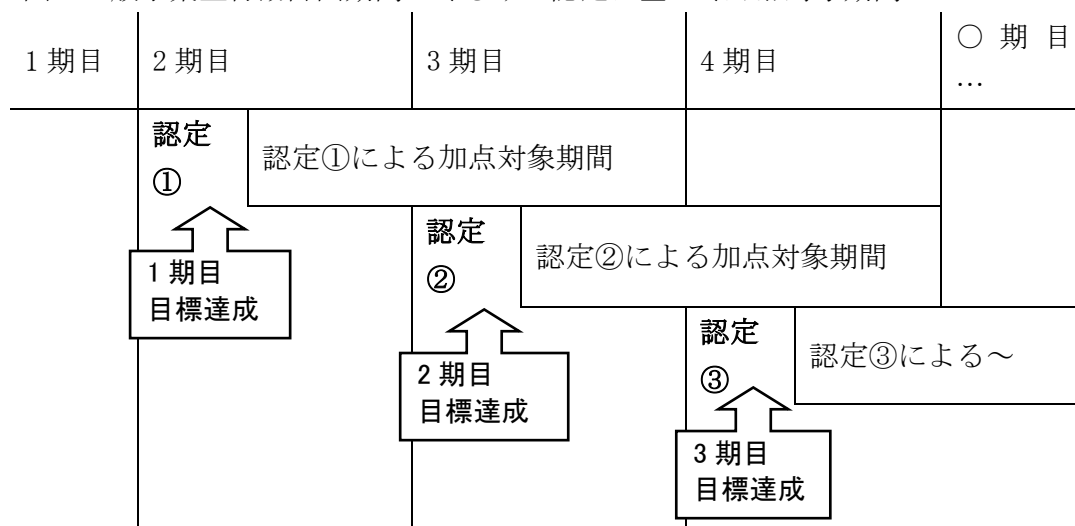 1期目
2期目
3期目
4期目
○期目
…
認定
①
認定①による加点対象期間
1期目
目標達成
認定
②
認定②による加点対象期間
2期目
目標達成
認定
③
認定③による～
3期目
目標達成